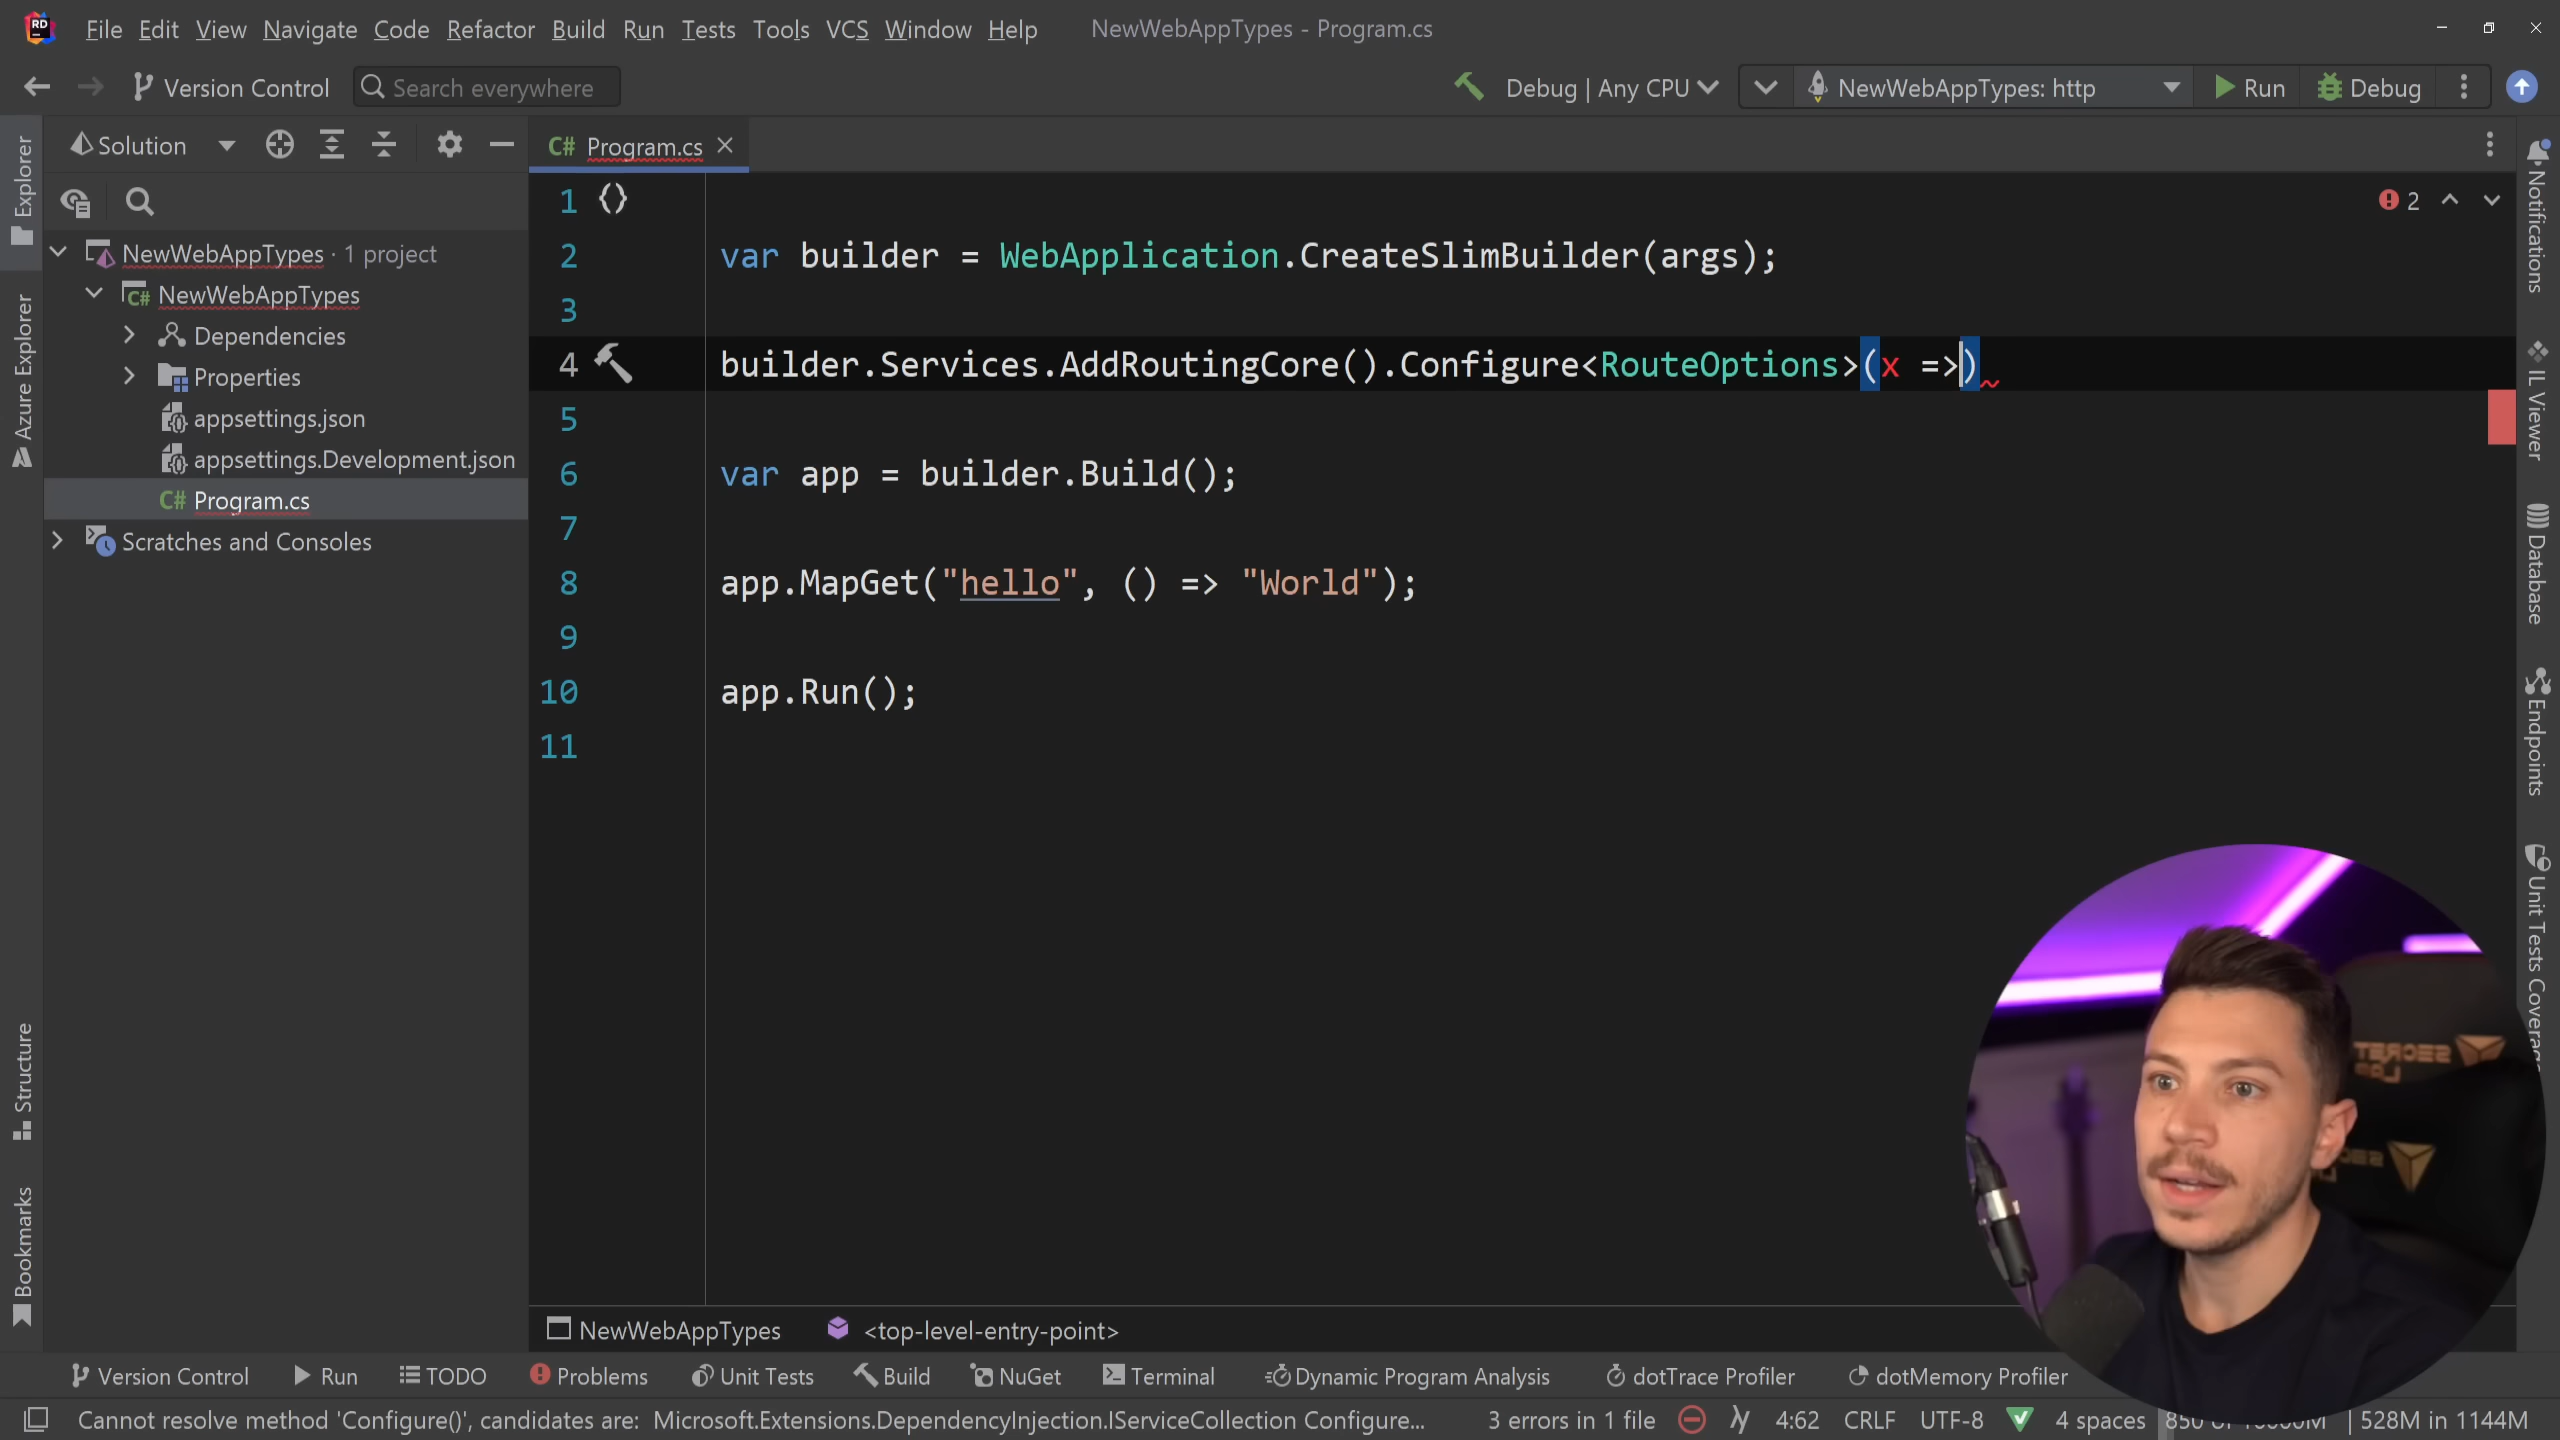 File Edit View Navigate Code Refactor Build Run Tests Tools VCS Window Help NewWebAppTypes - Program.cs
Version Control Search everywhere Debug | Any CPU NewWebAppTypes: http Run Debug
Explorer
Azure Explorer
Structure
Bookmarks
Solution
NewWebAppTypes · 1 project
C# NewWebAppTypes
Dependencies
Properties
appsettings.json
appsettings.Development.json
C# Program.cs
Scratches and Consoles
C# Program.cs
2
1
2 var builder = WebApplication.CreateSlimBuilder(args);
3
4 builder.Services.AddRoutingCore().Configure<RouteOptions>(x =>)
5
6 var app = builder.Build();
7
8 app.MapGet("hello", () => "World");
9
10 app.Run();
11
Notifications
IL Viewer
Database
Endpoints
Unit Tests Coverage
SECRET LAB
NewWebAppTypes <top-level-entry-point>
Version Control Run TODO Problems Unit Tests Build NuGet Terminal Dynamic Program Analysis dotTrace Profiler dotMemory Profiler
Cannot resolve method 'Configure()', candidates are: Microsoft.Extensions.DependencyInjection.IServiceCollection Configure... 3 errors in 1 file 4:62 CRLF UTF-8 4 spaces 528M in 1144M